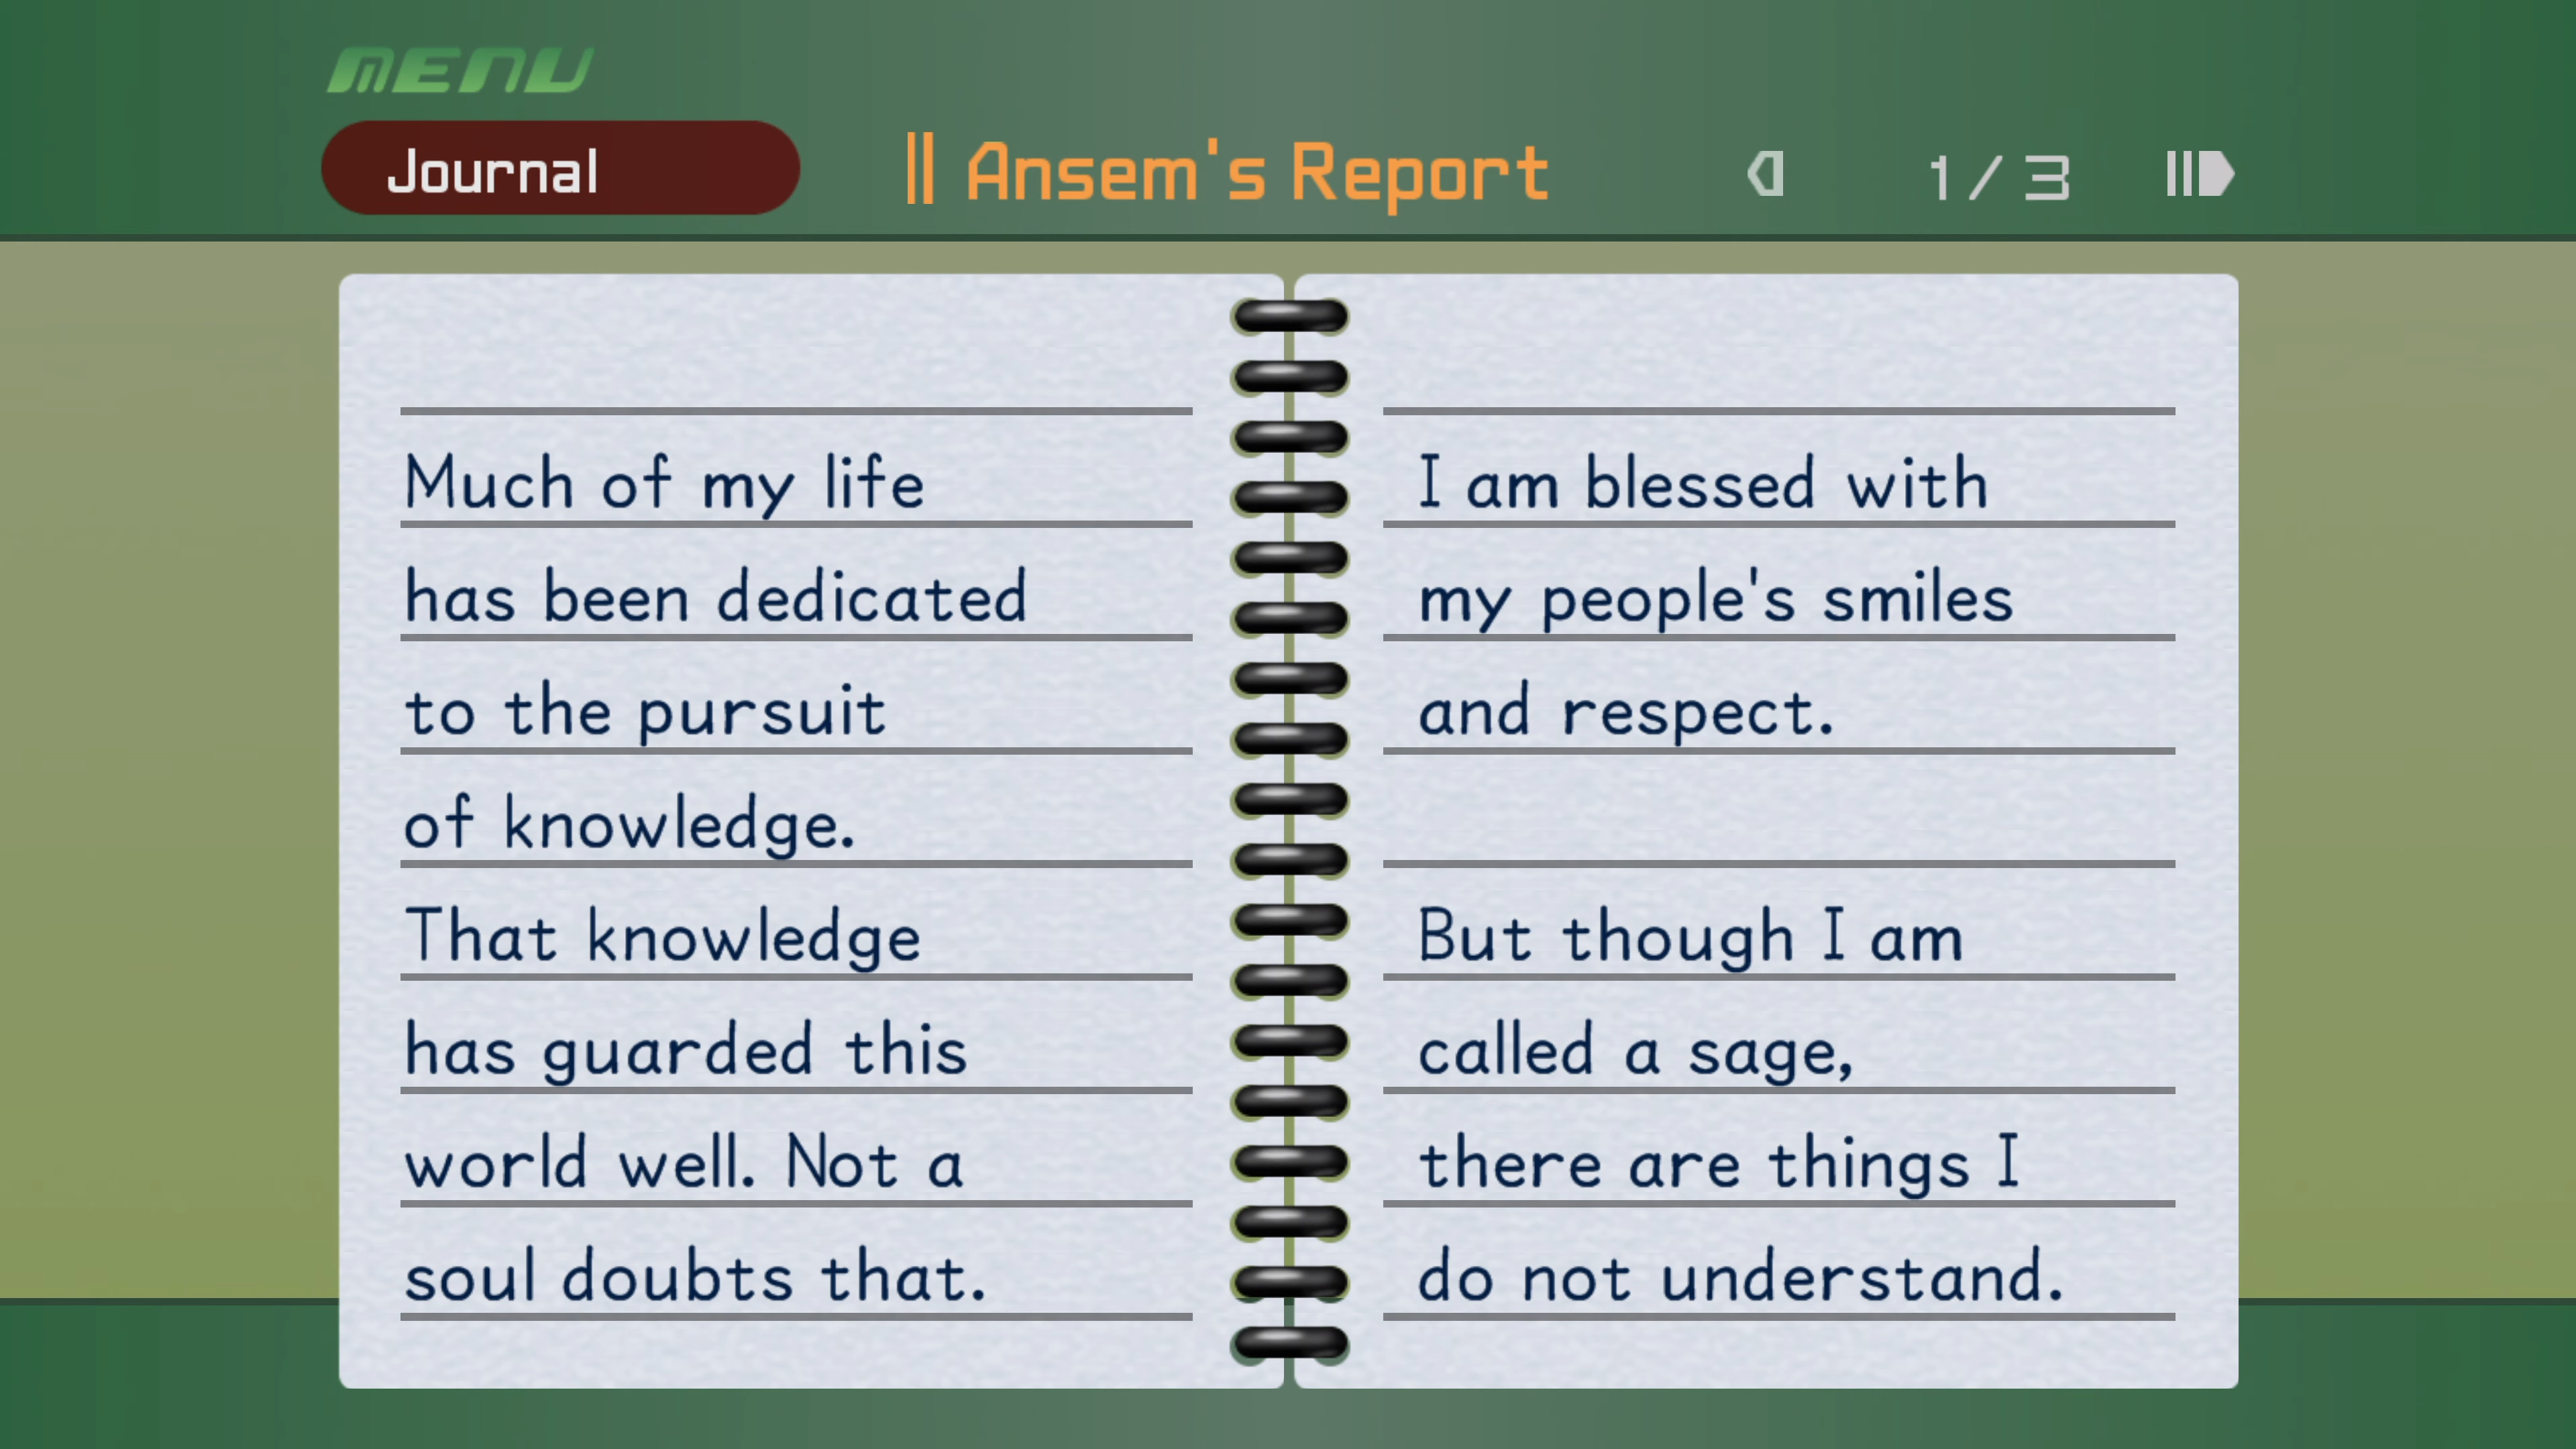 MENU
Journal
Ansem's Report
1 / 3
Much of my life
has been dedicated
to the pursuit
of knowledge.
That knowledge
has guarded this
world well. Not a
soul doubts that.
I am blessed with
my people's smiles
and respect.
But though I am
called a sage,
there are things I
do not understand.